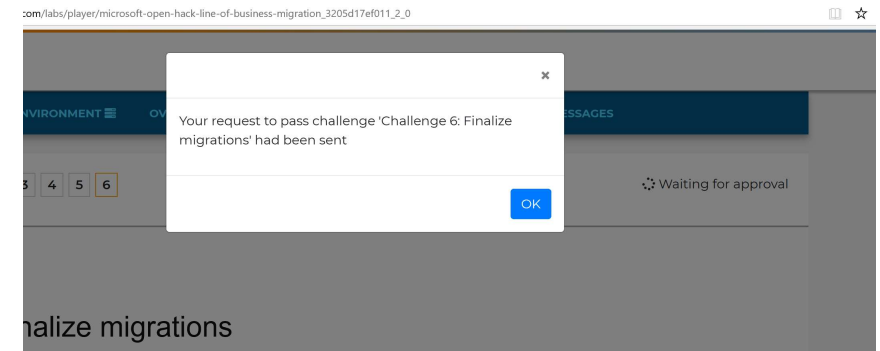 com/labs/player/microsoft-open-hack-line-of-business-migration_3205d17ef011_2_0
×
NVIRONMENT OV ESSAGES
Your request to pass challenge 'Challenge 6: Finalize
migrations' had been sent
3 4 5 6 Waiting for approval
OK
nalize migrations